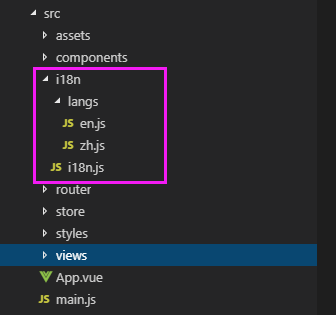 src
assets
components
i18n
langs
JS en.js
JS zh.js
JS i18n.js
router
store
styles
views
App.vue
JS main.js